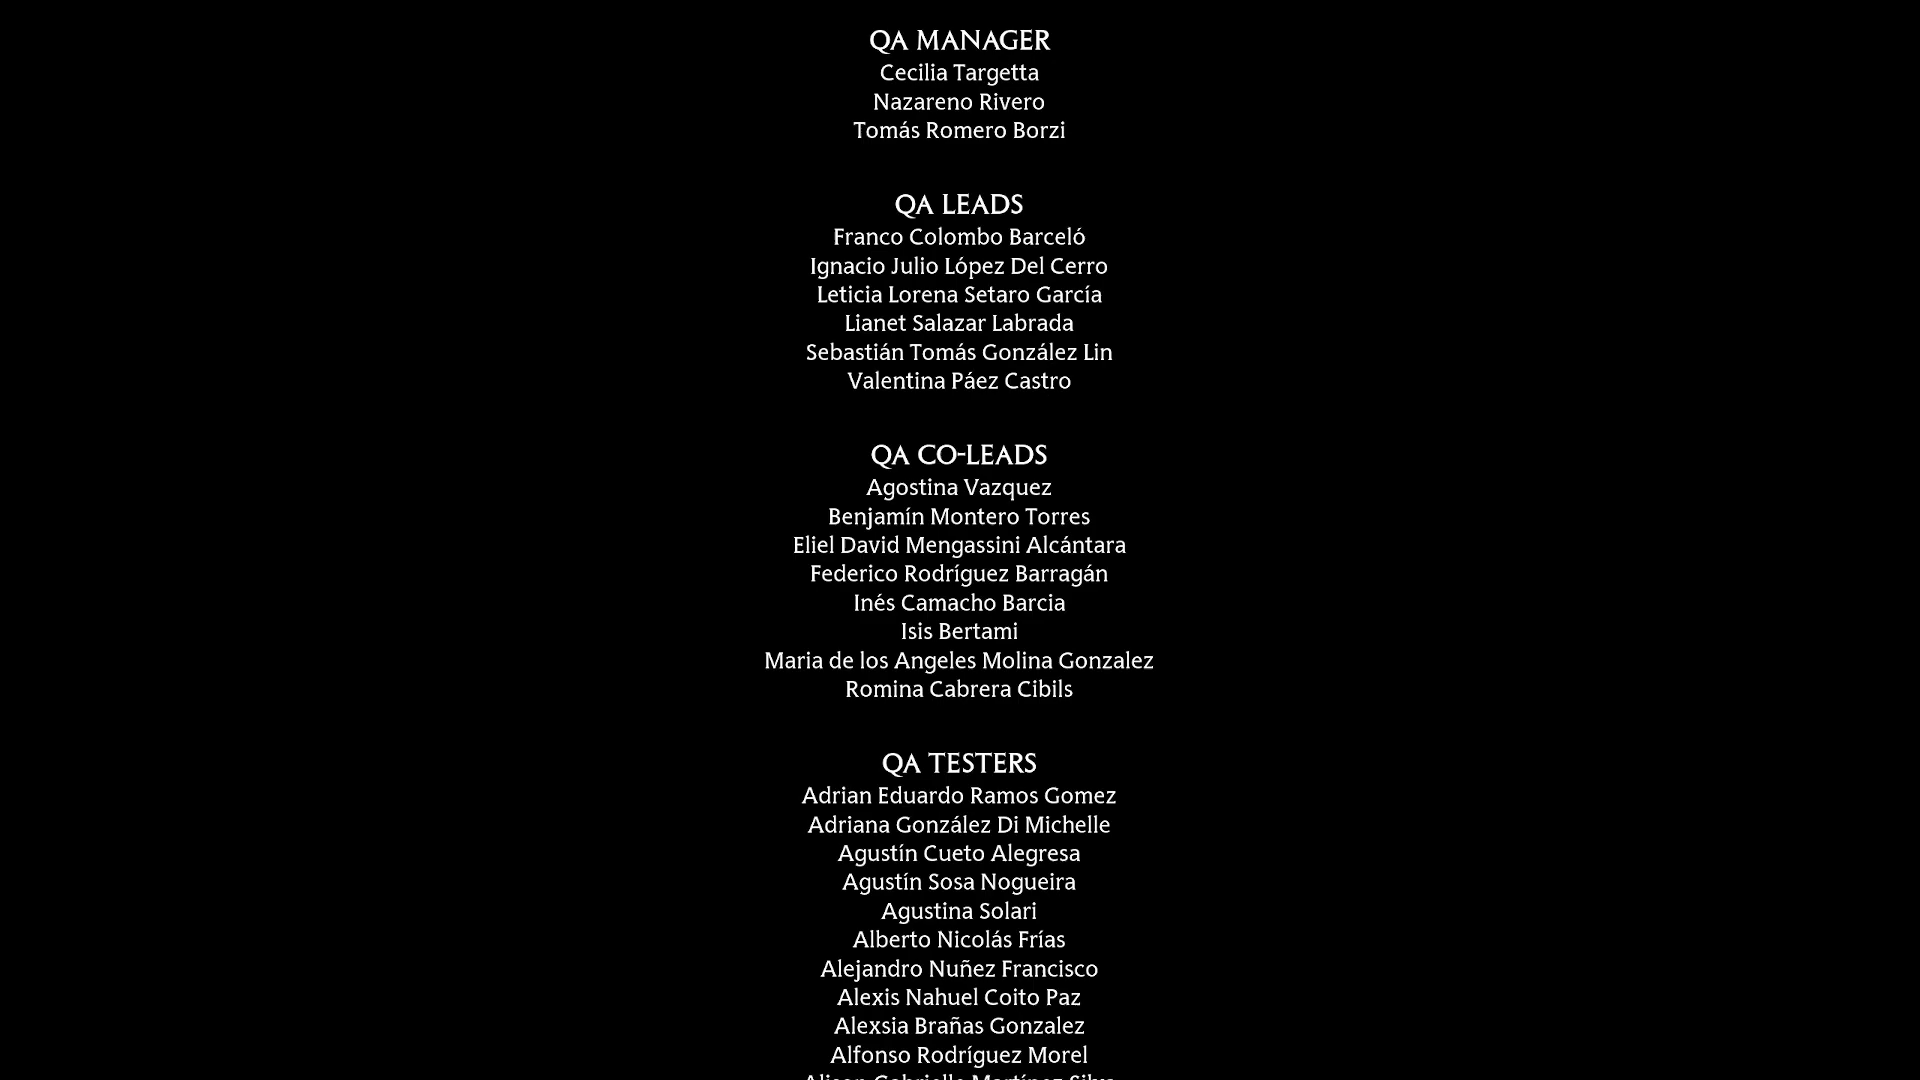 QA MANAGER
Cecilia Targetta
Nazareno Rivero
Tomás Romero Borzi
QA LEADS
Franco Colombo Barceló
Ignacio Julio López Del Cerro
Leticia Lorena Setaro García
Lianet Salazar Labrada
Sebastián Tomás González Lin
Valentina Páez Castro
QA CO-LEADS
Agostina Vazquez
Benjamín Montero Torres
Eliel David Mengassini Alcántara
Federico Rodríguez Barragán
Inés Camacho Barcia
Isis Bertami
Maria de los Angeles Molina Gonzalez
Romina Cabrera Cibils
QA TESTERS
Adrian Eduardo Ramos Gomez
Adriana González Di Michelle
Agustín Cueto Alegresa
Agustín Sosa Nogueira
Agustina Solari
Alberto Nicolás Frías
Alejandro Nuñez Francisco
Alexis Nahuel Coito Paz
Alexsia Brañas Gonzalez
Alfonso Rodríguez Morel